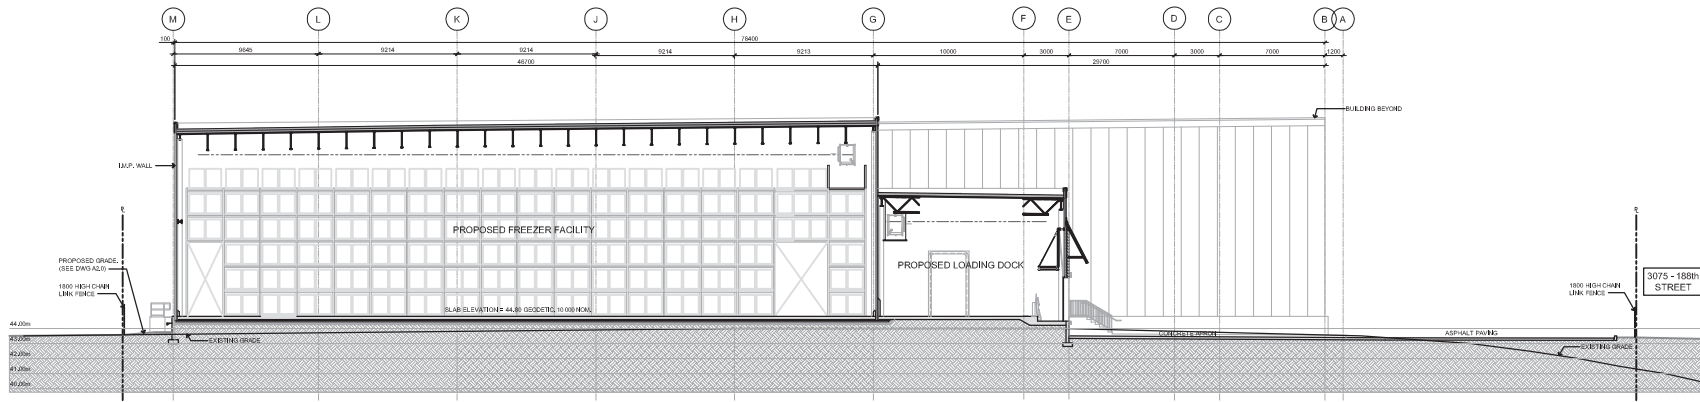 M L K J H G F E D C B A
100 76400
9645 9214 9214 9214 9213 10000 3000 7000 3000 7000 1200
46700 29700
BUILDING BEYOND
I.M.P. WALL
PROPOSED FREEZER FACILITY
PROPOSED LOADING DOCK
PROPOSED GRADE.
(SEE DWG A2.0)
1800 HIGH CHAIN
LINK FENCE
1800 HIGH CHAIN
LINK FENCE
3075 - 188th
STREET
SLAB ELEVATION = 44.80 GEODETIC, 10 000 NOM.
44.00m
43.00m
42.00m
41.00m
40.00m
EXISTING GRADE
CONCRETE APRON
ASPHALT PAVING
EXISTING GRADE